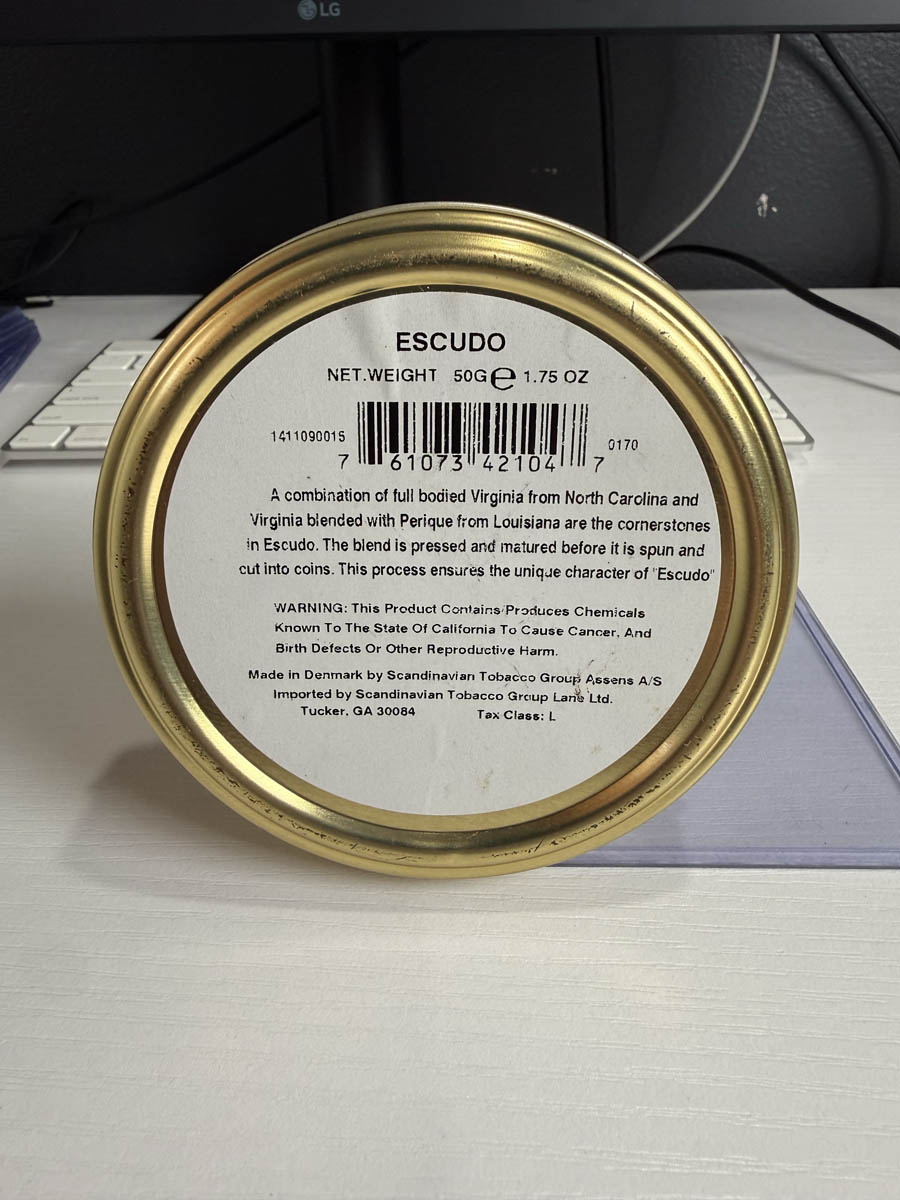 LG
ESCUDO
NET.WEIGHT 50G℮ 1.75 OZ
1411090015
0170
7 61073 42104 7
A combination of full bodied Virginia from North Carolina and
Virginia blended with Perique from Louisiana are the cornerstones
in Escudo. The blend is pressed and matured before it is spun and
cut into coins. This process ensures the unique character of "Escudo"
WARNING: This Product Contains/Produces Chemicals
Known To The State Of California To Cause Cancer, And
Birth Defects Or Other Reproductive Harm.
Made in Denmark by Scandinavian Tobacco Group Assens A/S
Imported by Scandinavian Tobacco Group Lane Ltd.
Tucker, GA 30084 Tax Class: L